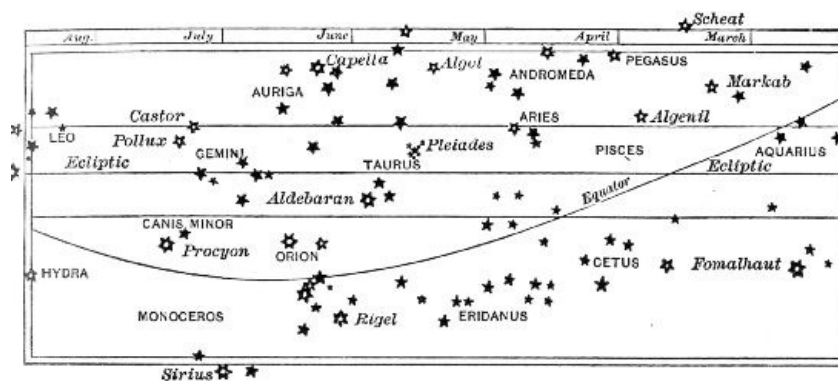 Scheat
Aug. July June May April March
Capella Algol ANDROMEDA PEGASUS
AURIGA Markab
Castor ARIES Algenil
LEO
Pollux GEMINI Pleiades PISCES AQUARIUS
Ecliptic TAURUS Ecliptic
Aldebaran Equator
CANIS MINOR
Procyon ORION CETUS Fomalhaut
HYDRA
MONOCEROS Rigel ERIDANUS
Sirius